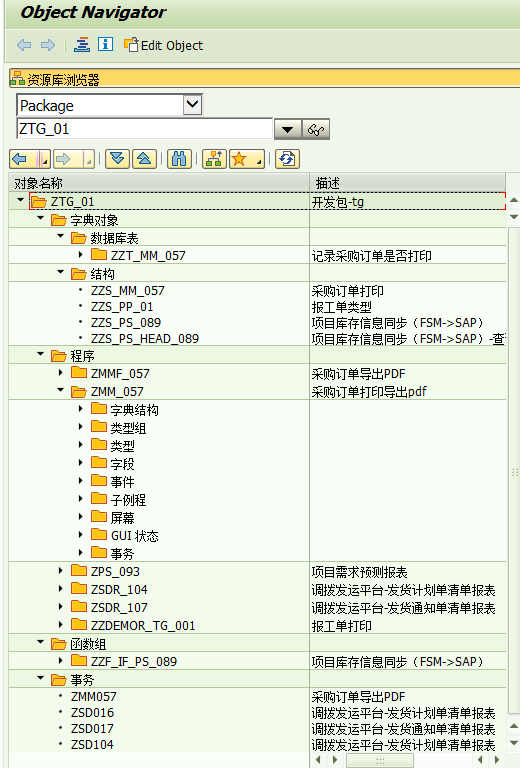 Object Navigator
Edit Object
资源库浏览器
Package
ZTG_01
对象名称 描述
ZTG_01 开发包-tg
字典对象
数据库表
ZZT_MM_057 记录采购订单是否打印
结构
ZZS_MM_057 采购订单打印
ZZS_PP_01 报工单类型
ZZS_PS_089 项目库存信息同步（FSM->SAP）
ZZS_PS_HEAD_089 项目库存信息同步（FSM->SAP）-查
程序
ZMMF_057 采购订单导出PDF
ZMM_057 采购订单打印导出pdf
字典结构
类型组
类型
字段
事件
子例程
屏幕
GUI 状态
事务
ZPS_093 项目需求预测报表
ZSDR_104 调拨发运平台-发货计划单清单报表
ZSDR_107 调拨发运平台-发货通知单清单报表
ZZDEMOR_TG_001 报工单打印
函数组
ZZF_IF_PS_089 项目库存信息同步（FSM->SAP）
事务
ZMM057 采购订单导出PDF
ZSD016 调拨发运平台-发货计划单清单报表
ZSD017 调拨发运平台-发货通知单清单报表
ZSD104 调拨发运平台-发货计划单清单报表